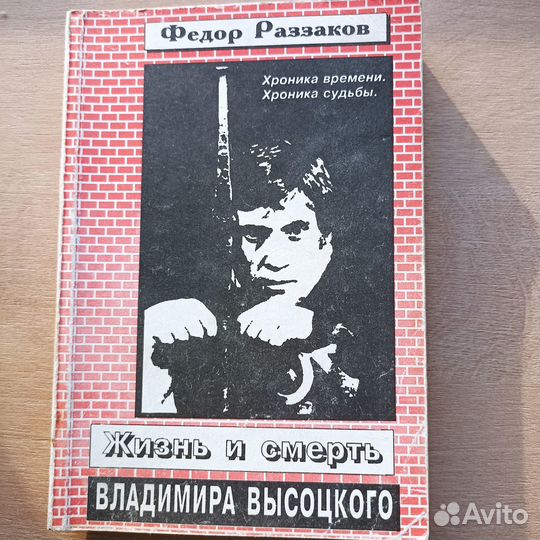 Федор Раззаков
Хроника времени.
Хроника судьбы.
Жизнь и смерть
ВЛАДИМИРА ВЫСОЦКОГО
Avito